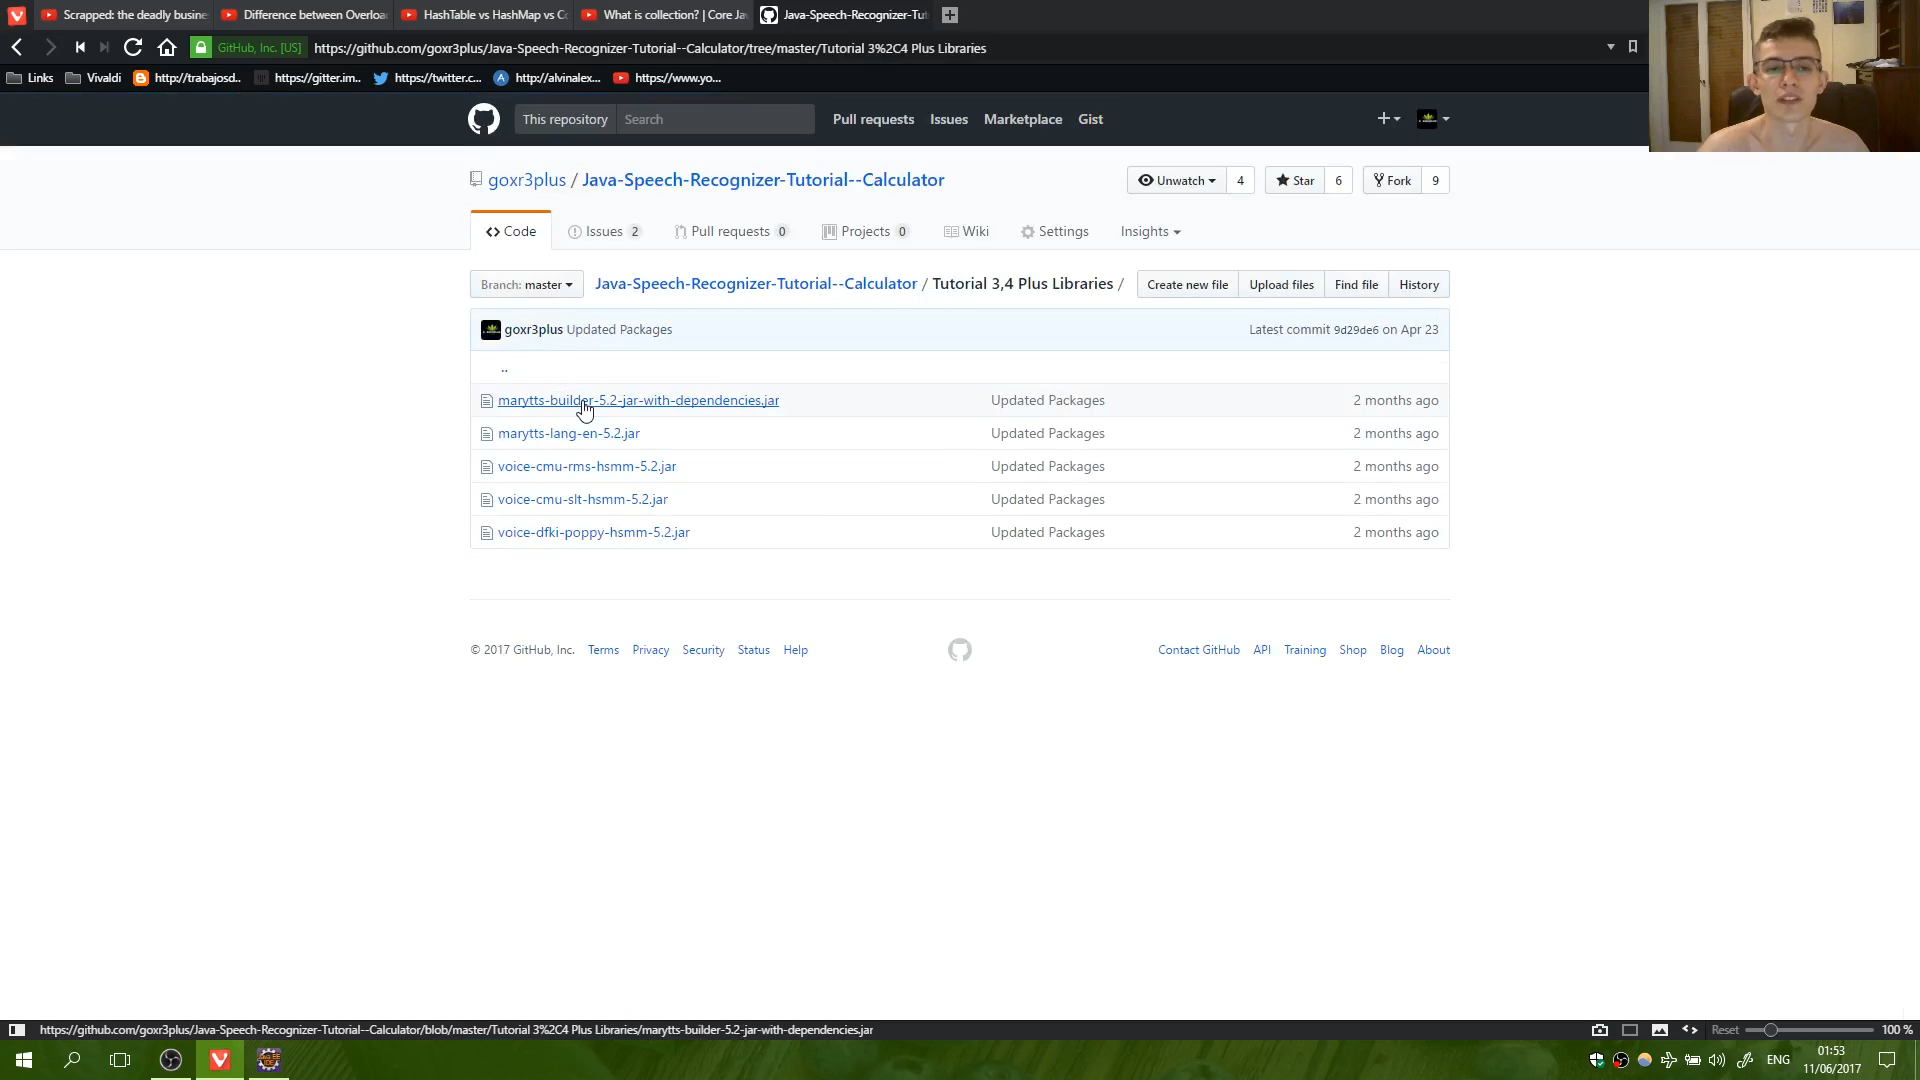 Scrapped: the deadly busine
Difference between Overloa
HashTable vs HashMap vs Co
What is collection? | Core Ja
Java-Speech-Recognizer-Tut
GitHub, Inc. [US]
https://github.com/goxr3plus/Java-Speech-Recognizer-Tutorial--Calculator/tree/master/Tutorial 3%2C4 Plus Libraries
Links
Vivaldi
http://trabajosd..
https://gitter.im..
https://twitter.c...
http://alvinalex...
https://www.yo...
This repository
Search
Pull requests
Issues
Marketplace
Gist
goxr3plus / Java-Speech-Recognizer-Tutorial--Calculator
Unwatch 4
Star 6
Fork 9
Code
Issues 2
Pull requests 0
Projects 0
Wiki
Settings
Insights
Branch: master
Java-Speech-Recognizer-Tutorial--Calculator / Tutorial 3,4 Plus Libraries /
Create new file
Upload files
Find file
History
goxr3plus Updated Packages
Latest commit 9d29de6 on Apr 23
..
marytts-builder-5.2-jar-with-dependencies.jar Updated Packages 2 months ago
marytts-lang-en-5.2.jar Updated Packages 2 months ago
voice-cmu-rms-hsmm-5.2.jar Updated Packages 2 months ago
voice-cmu-slt-hsmm-5.2.jar Updated Packages 2 months ago
voice-dfki-poppy-hsmm-5.2.jar Updated Packages 2 months ago
© 2017 GitHub, Inc. Terms Privacy Security Status Help
Contact GitHub API Training Shop Blog About
https://github.com/goxr3plus/Java-Speech-Recognizer-Tutorial--Calculator/blob/master/Tutorial 3%2C4 Plus Libraries/marytts-builder-5.2-jar-with-dependencies.jar
Reset
100 %
ENG
01:53
11/06/2017